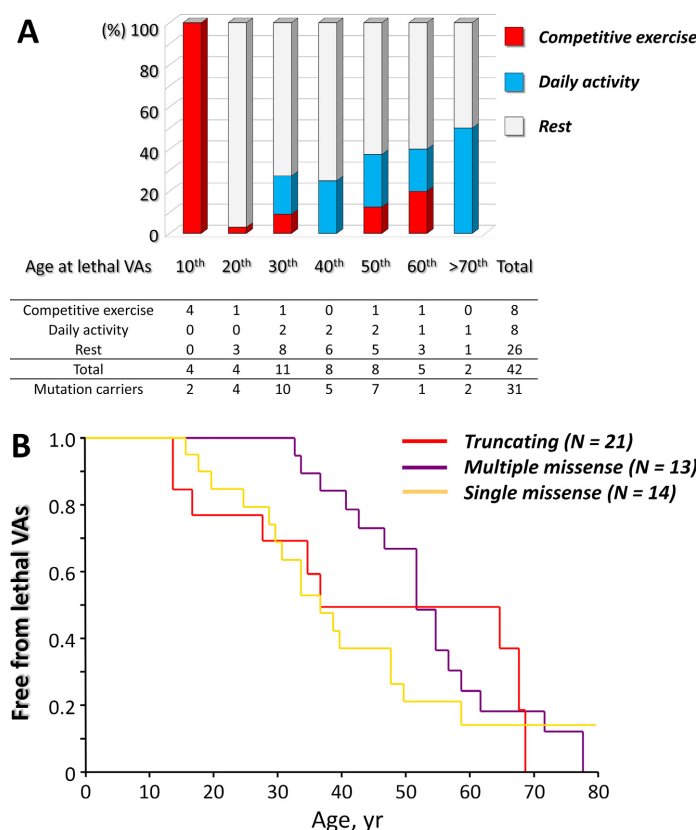 A
(%) 100
80
60
40
20
0
Competitive exercise
Daily activity
Rest
Age at lethal VAs 10th 20th 30th 40th 50th 60th >70th Total
Competitive exercise 4 1 1 0 1 1 0 8
Daily activity 0 0 2 2 2 1 1 8
Rest 0 3 8 6 5 3 1 26
Total 4 4 11 8 8 5 2 42
Mutation carriers 2 4 10 5 7 1 2 31
B
Truncating (N = 21)
Multiple missense (N = 13)
Single missense (N = 14)
Free from lethal VAs
1.0
0.8
0.6
0.4
0.2
0
0 10 20 30 40 50 60 70 80
Age, yr